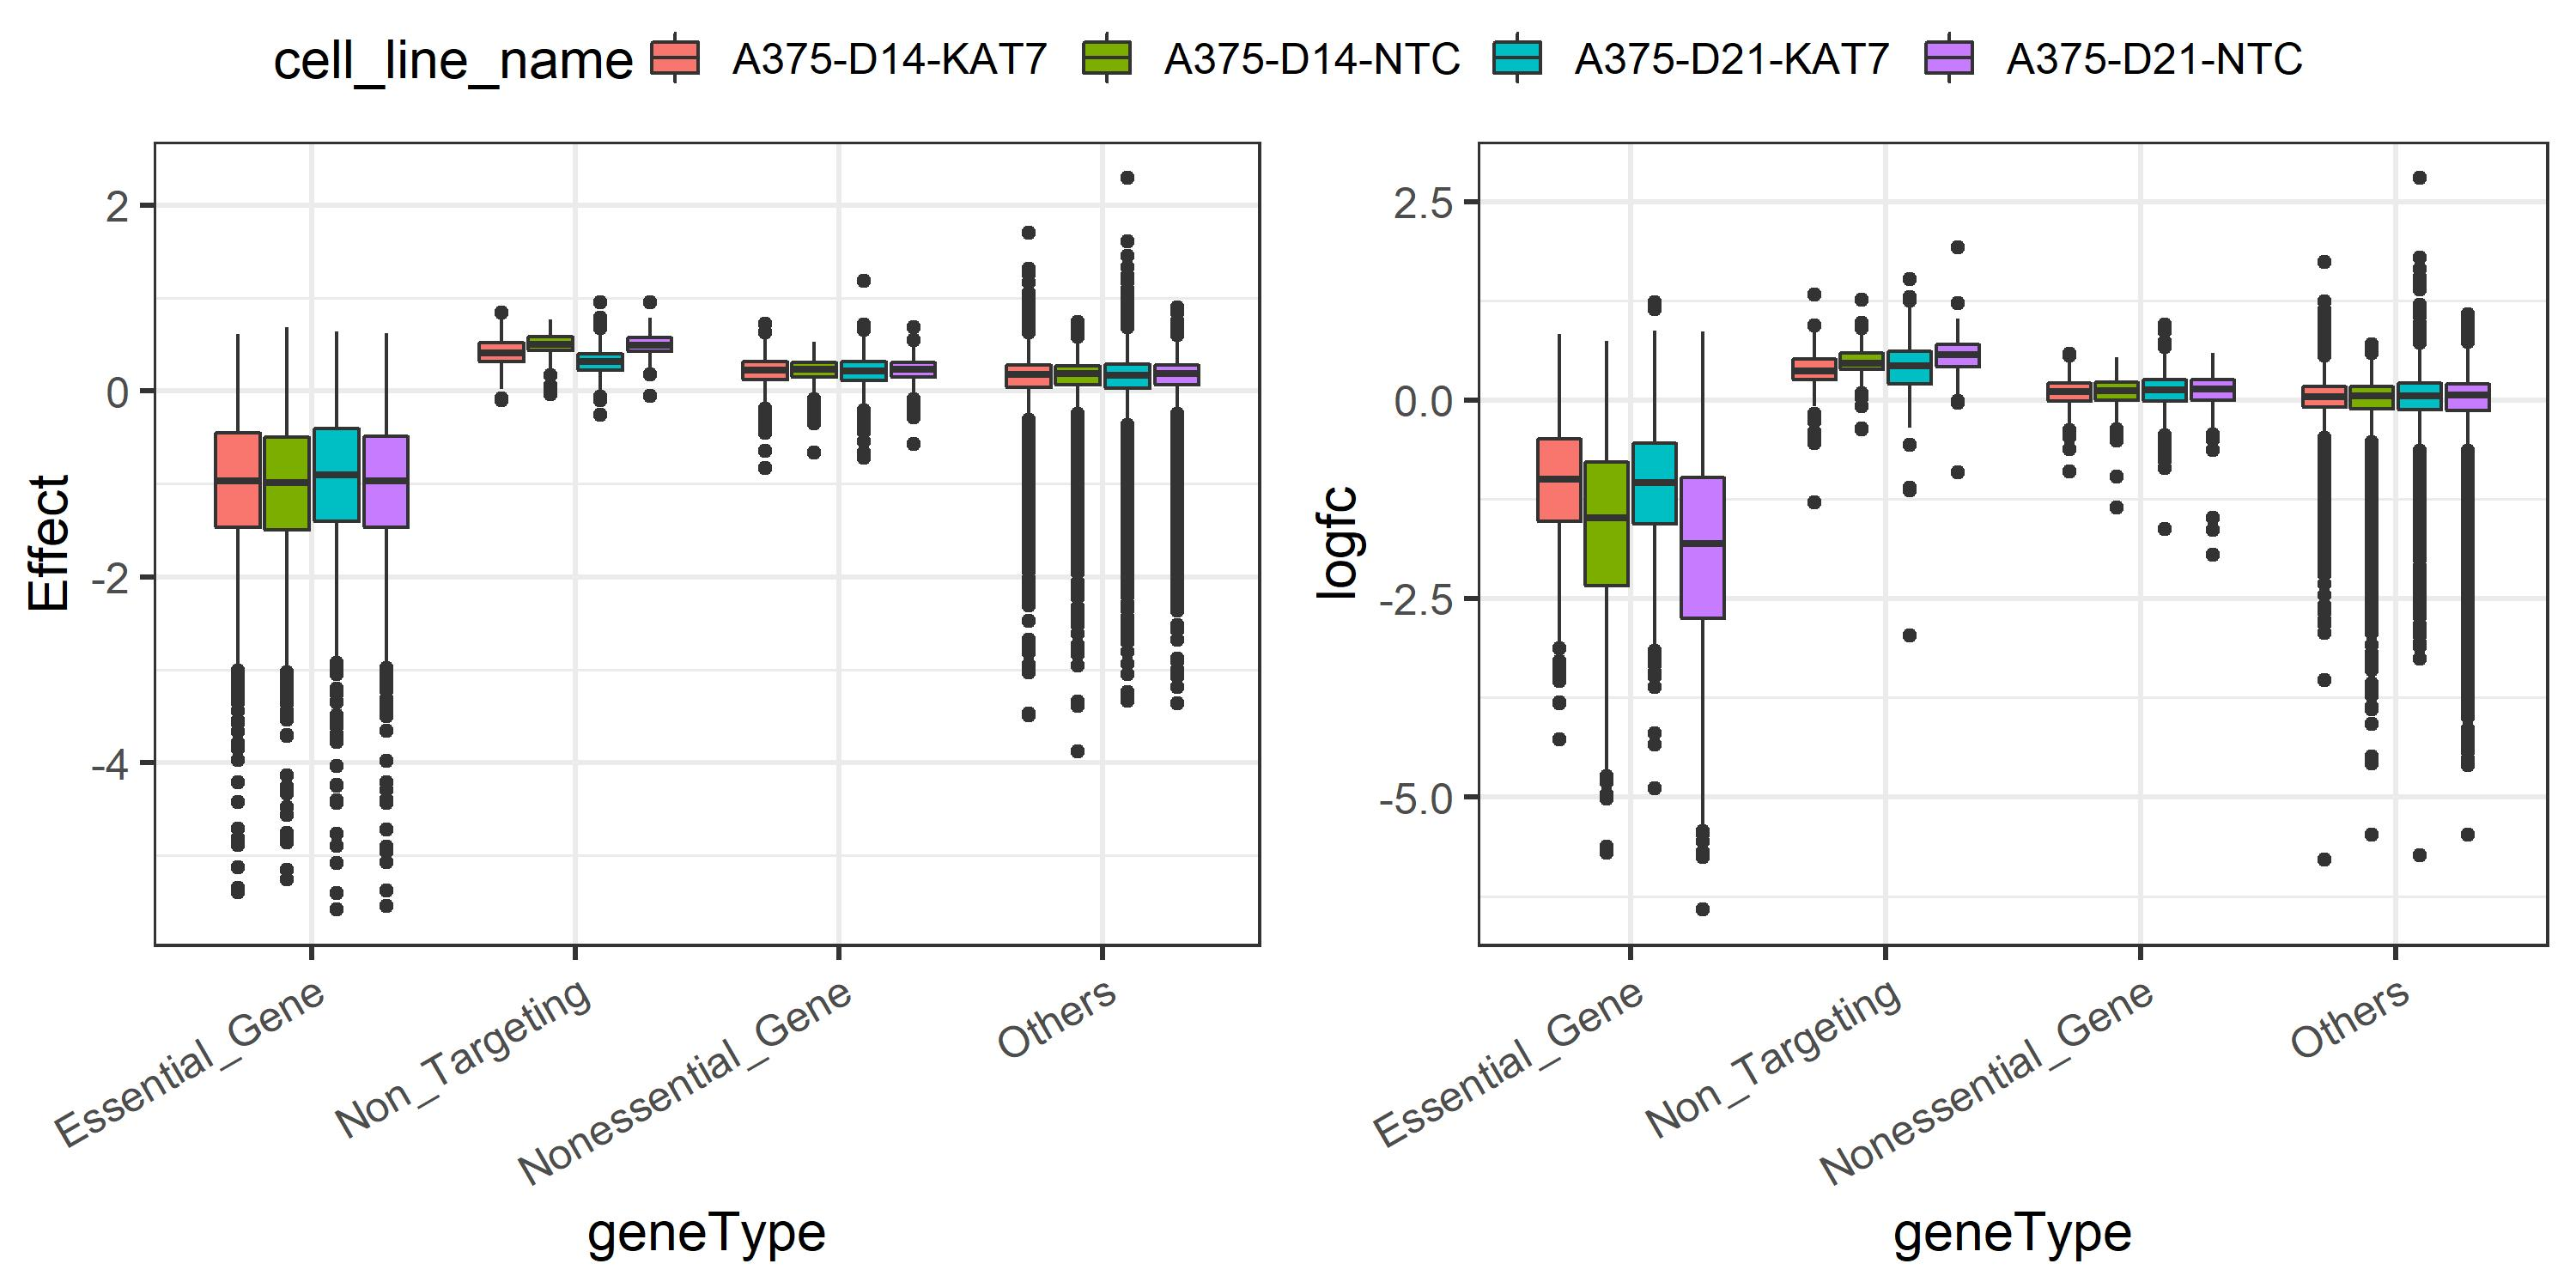 cell_line_name A375-D14-KAT7 A375-D14-NTC A375-D21-KAT7 A375-D21-NTC
Effect
2
0
-2
-4
Essential_Gene
Non_Targeting
Nonessential_Gene
Others
geneType
logfc
2.5
0.0
-2.5
-5.0
Essential_Gene
Non_Targeting
Nonessential_Gene
Others
geneType